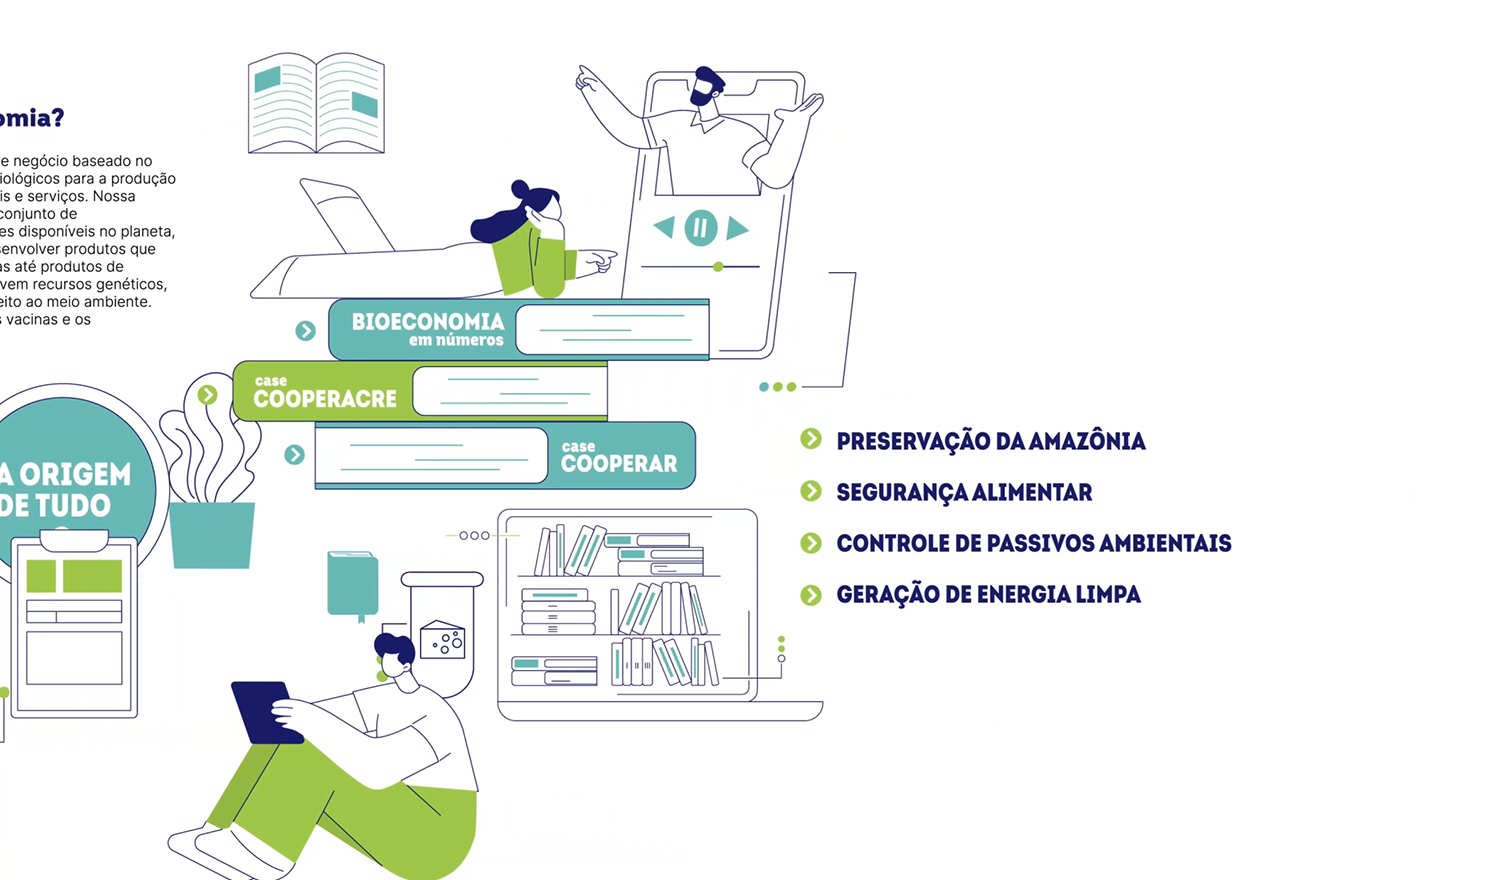 omia?
e negócio baseado no
iológicos para a produção
is e serviços. Nossa
conjunto de
es disponíveis no planeta,
senvolver produtos que
as até produtos de
vem recursos genéticos,
eito ao meio ambiente.
s vacinas e os
BIOECONOMIA
em números
case
COOPERACRE
case
COOPERAR
A ORIGEM
DE TUDO
PRESERVAÇÃO DA AMAZÔNIA
SEGURANÇA ALIMENTAR
CONTROLE DE PASSIVOS AMBIENTAIS
GERAÇÃO DE ENERGIA LIMPA